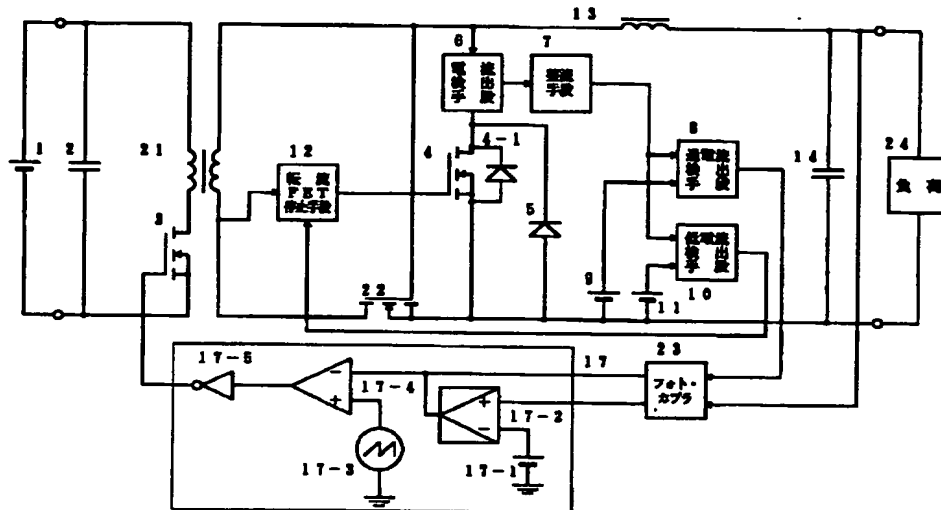 13
6
7
電流
検出
手段
整流
手段
1
2
21
12
4
4-1
8
14
24
転流
FET
停止手段
過電流
検出
手段
負荷
3
5
低電流
検出
手段
22
9
11
10
17-5
17
23
17-4
フォト・
カプラ
17-2
17-3
17-1